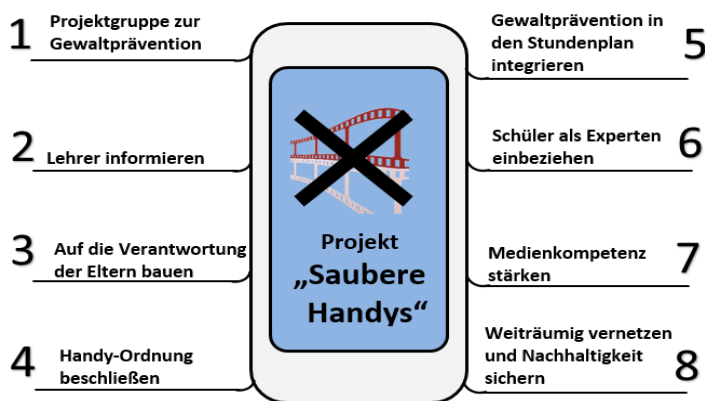 1 Projektgruppe zur
Gewaltprävention
2 Lehrer informieren
3 Auf die Verantwortung
der Eltern bauen
4 Handy-Ordnung
beschließen
Projekt
„Saubere
Handys“
Gewaltprävention in
den Stundenplan 5
integrieren
Schüler als Experten 6
einbeziehen
Medienkompetenz 7
stärken
Weiträumig vernetzen
und Nachhaltigkeit 8
sichern